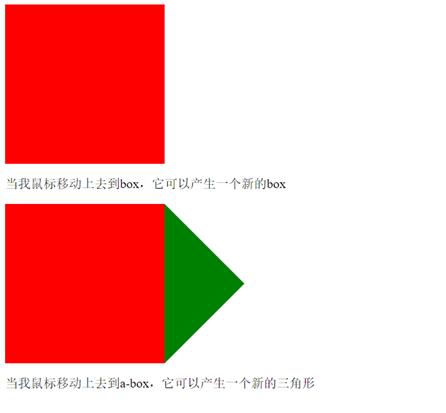 当我鼠标移动上去到box，它可以产生一个新的box
当我鼠标移动上去到a-box，它可以产生一个新的三角形